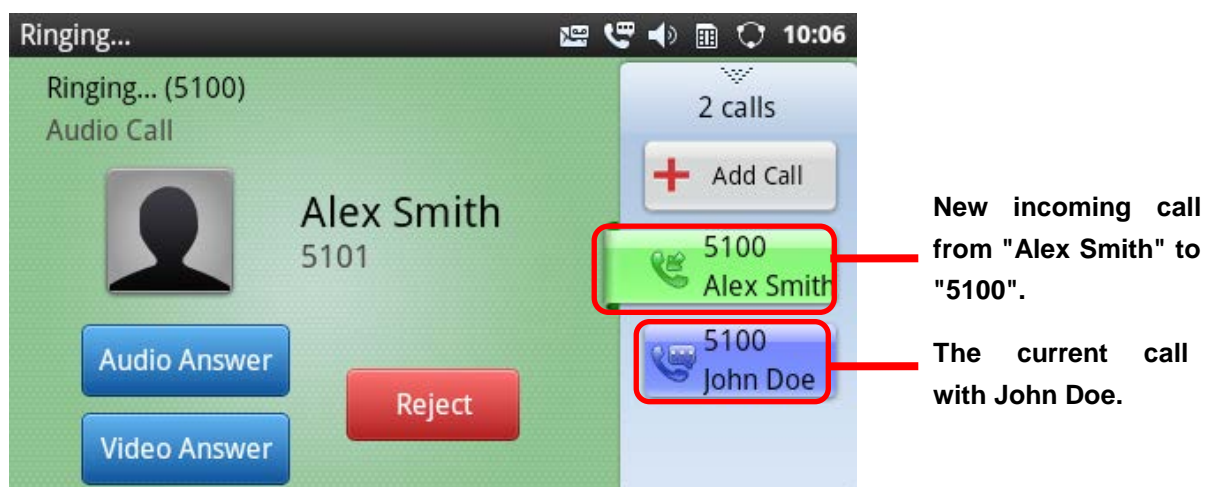 Ringing...
10:06
Ringing... (5100)
Audio Call
Alex Smith
5101
Audio Answer
Video Answer
Reject
2 calls
Add Call
5100
Alex Smith
5100
John Doe
New incoming call
from "Alex Smith" to
"5100".
The current call
with John Doe.